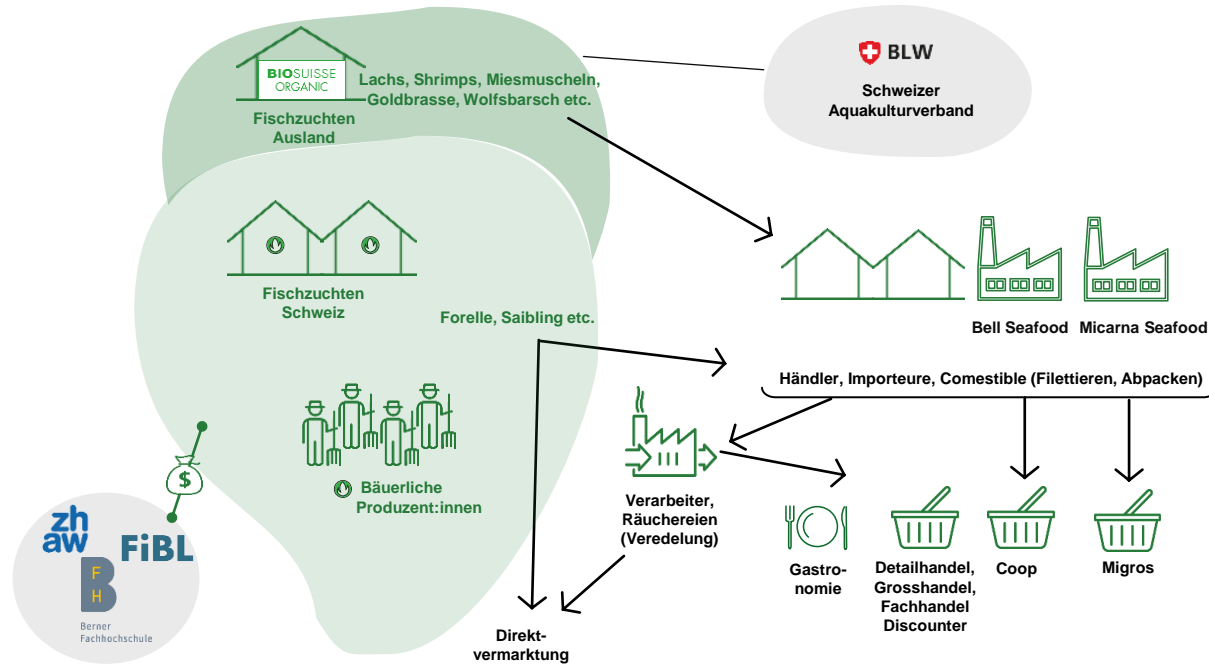 BIOSUISSE
ORGANIC
Fischzuchten
Ausland
Lachs, Shrimps, Miesmuscheln,
Goldbrasse, Wolfsbarsch etc.
BLW
Schweizer
Aquakulturverband
Fischzuchten
Schweiz
Forelle, Saibling etc.
Bell Seafood
Micarna Seafood
Händler, Importeure, Comestible (Filettieren, Abpacken)
Bäuerliche
Produzent:innen
$
zh
aw
FiBL
B
F
H
Berner
Fachhochschule
Verarbeiter,
Räuchereien
(Veredelung)
Direkt-
vermarktung
Gastro-
nomie
Detailhandel,
Grosshandel,
Fachhandel
Discounter
Coop
Migros